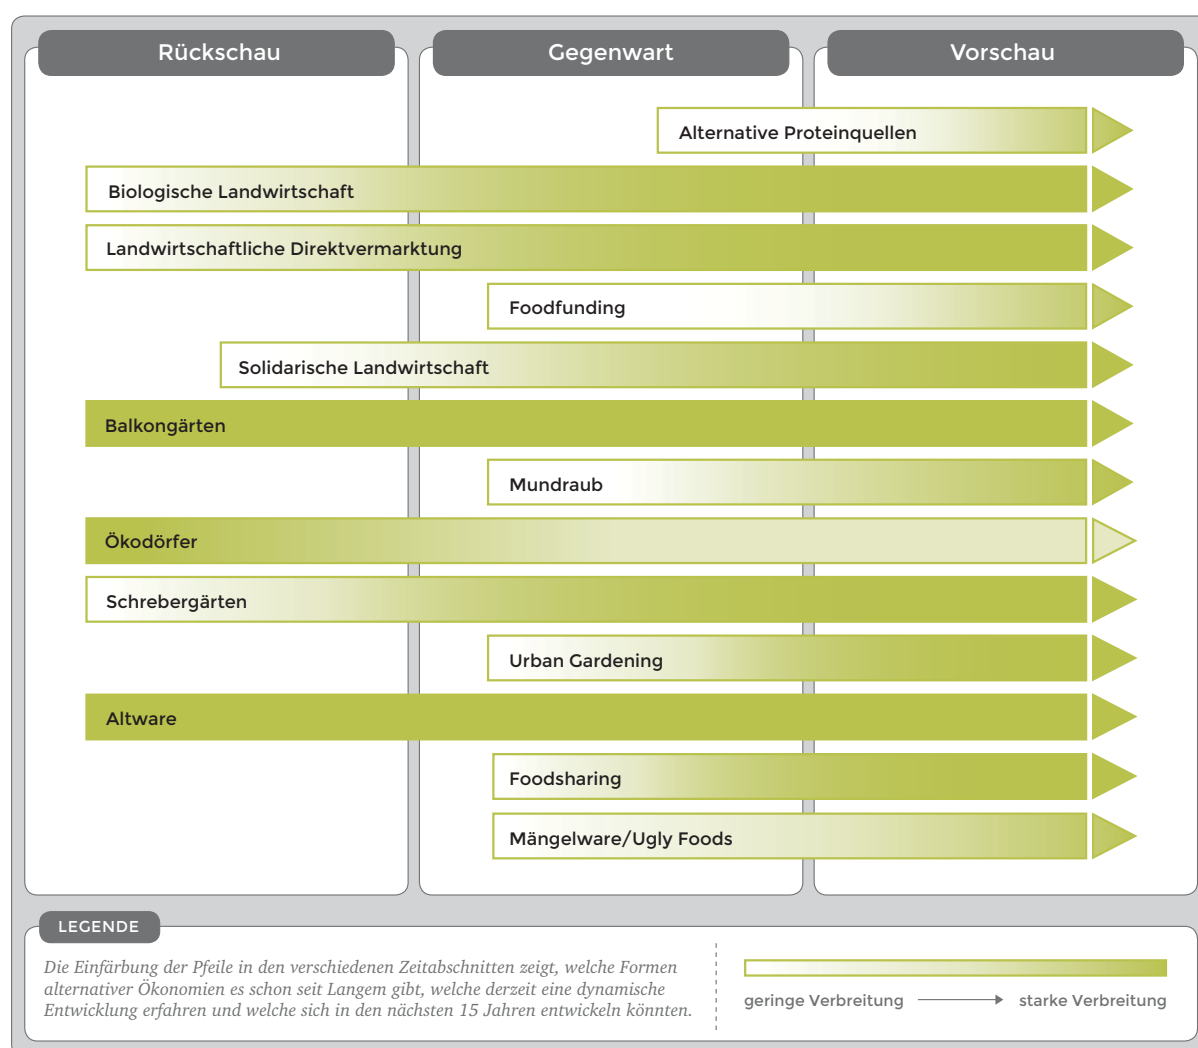 Rückschau
Gegenwart
Vorschau
Alternative Proteinquellen
Biologische Landwirtschaft
Landwirtschaftliche Direktvermarktung
Foodfunding
Solidarische Landwirtschaft
Balkongärten
Mundraub
Ökodörfer
Schrebergärten
Urban Gardening
Altware
Foodsharing
Mängelware/Ugly Foods
LEGENDE
Die Einfärbung der Pfeile in den verschiedenen Zeitabschnitten zeigt, welche Formen
alternativer Ökonomien es schon seit Langem gibt, welche derzeit eine dynamische
Entwicklung erfahren und welche sich in den nächsten 15 Jahren entwickeln könnten.
geringe Verbreitung
starke Verbreitung